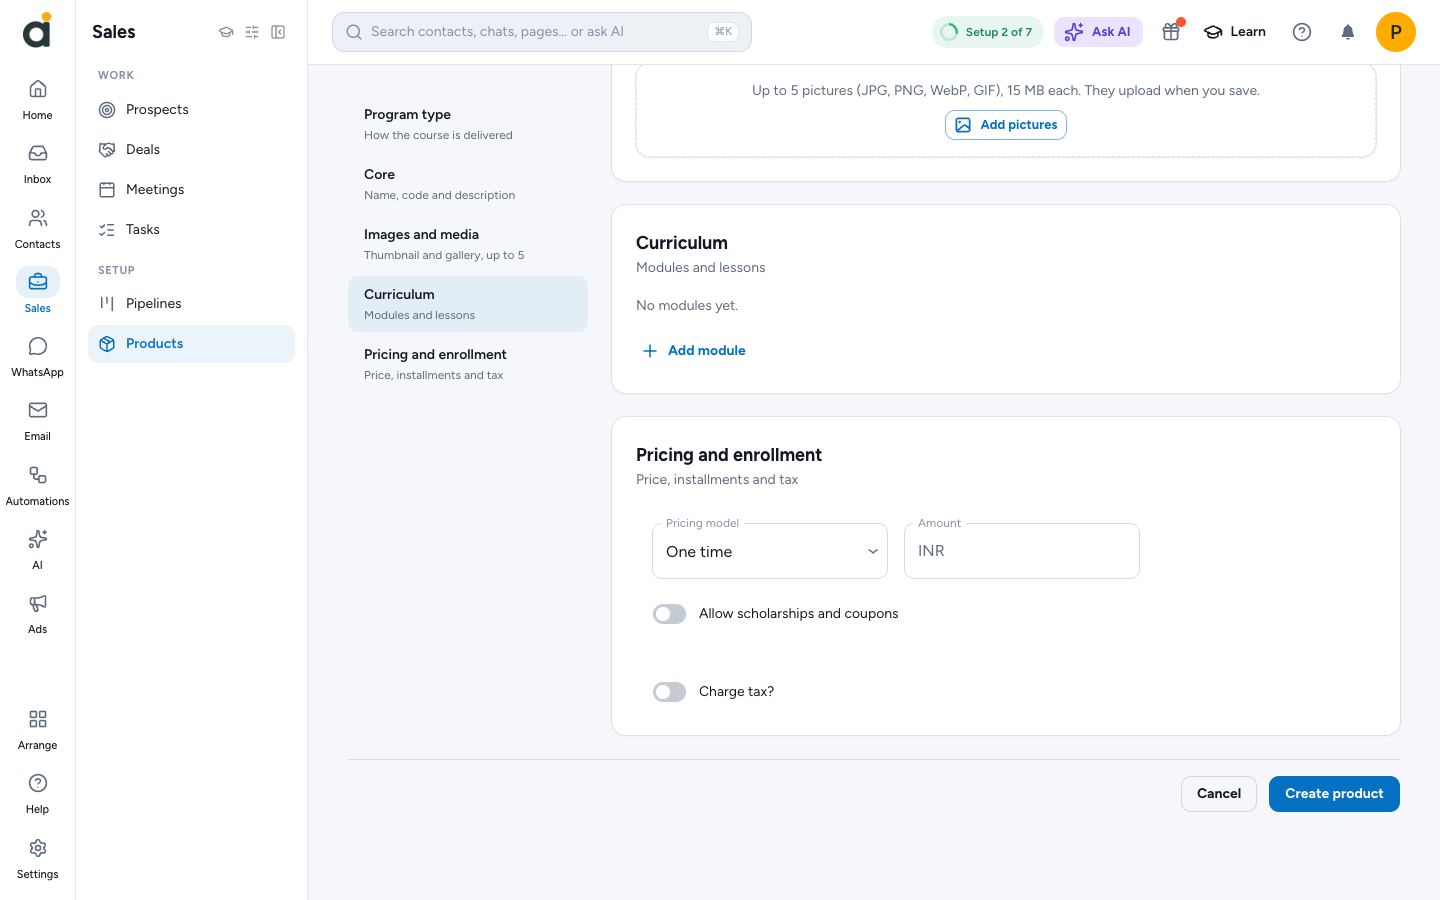 Home
Inbox
Contacts
Sales
WhatsApp
Email
Automations
AI
Ads
Arrange
Help
Settings
Sales
WORK
Prospects
Deals
Meetings
Tasks
SETUP
Pipelines
Products
Search contacts, chats, pages... or ask AI
⌘K
Setup 2 of 7
Ask AI
Learn
P
Program type
How the course is delivered
Core
Name, code and description
Images and media
Thumbnail and gallery, up to 5
Curriculum
Modules and lessons
Pricing and enrollment
Price, installments and tax
Up to 5 pictures (JPG, PNG, WebP, GIF), 15 MB each. They upload when you save.
Add pictures
Curriculum
Modules and lessons
No modules yet.
Add module
Pricing and enrollment
Price, installments and tax
Pricing model
One time
Amount
INR
Allow scholarships and coupons
Charge tax?
Cancel
Create product